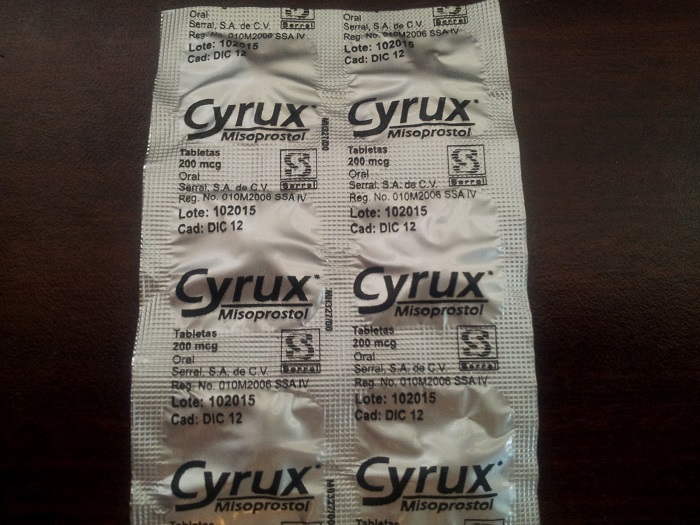 Oral
Serral, S.A. de C.V.
Reg. No. 010M2006 SSA IV
Lote: 102015
Cad: DIC 12
Cyrux*
Misoprostol
Tabletas
200 mcg
Oral
Serral, S.A. de C.V.
Serral
Reg. No. 010M2006 SSA IV
Lote: 102015
Cad: DIC 12
Cyrux*
Misoprostol
Tabletas
200 mcg
Oral
Serral, S.A. de C.V.
Serral
Reg. No. 010M2006 SSA IV
Lote: 102015
Cad: DIC 12
Cyrux*
Misoprostol
Oral
Serral, S.A. de C.V.
Reg. No. 010M2006 SSA IV
Lote: 102015
Cad: DIC 12
Cyrux*
Misoprostol
Tabletas
200 mcg
Oral
Serral, S.A. de C.V.
Serral
Reg. No. 010M2006 SSA IV
Lote: 102015
Cad: DIC 12
Cyrux*
Misoprostol
Tabletas
200 mcg
Oral
Serral, S.A. de C.V.
Serral
Reg. No. 010M2006 SSA IV
Lote: 102015
Cad: DIC 12
Cyrux*
Misoprostol